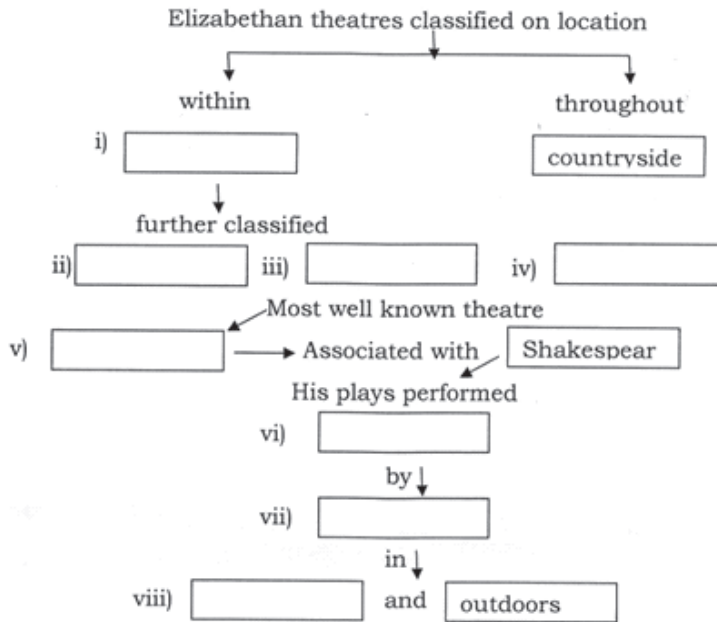 Elizabethan theatres classified on location
within throughout
i) countryside
further classified
ii) iii) iv)
Most well known theatre
v) Associated with Shakespear
His plays performed
vi)
by
vii)
in
viii) and outdoors